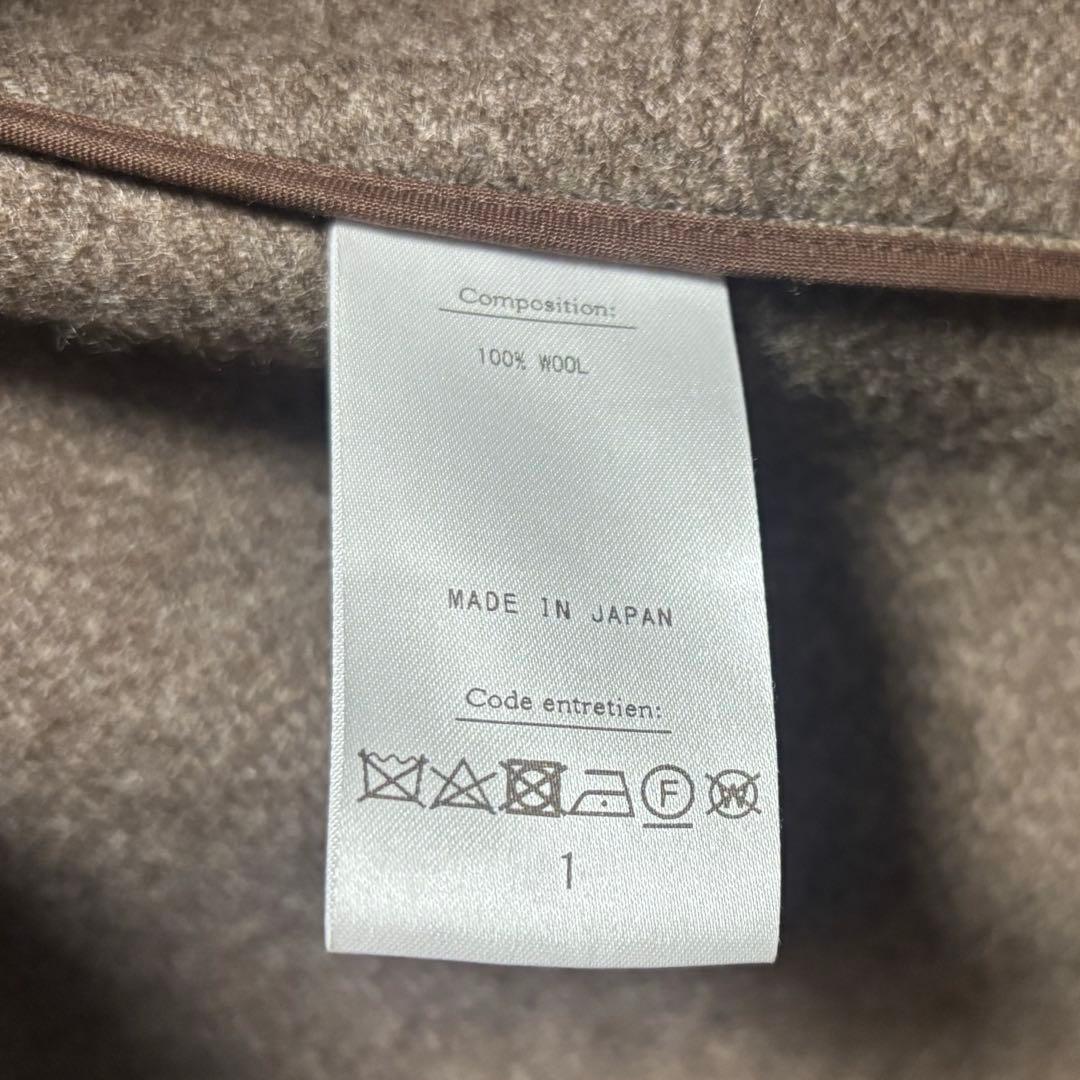 Composition:
100% WOOL
MADE IN JAPAN
Code entretien:
F W
1